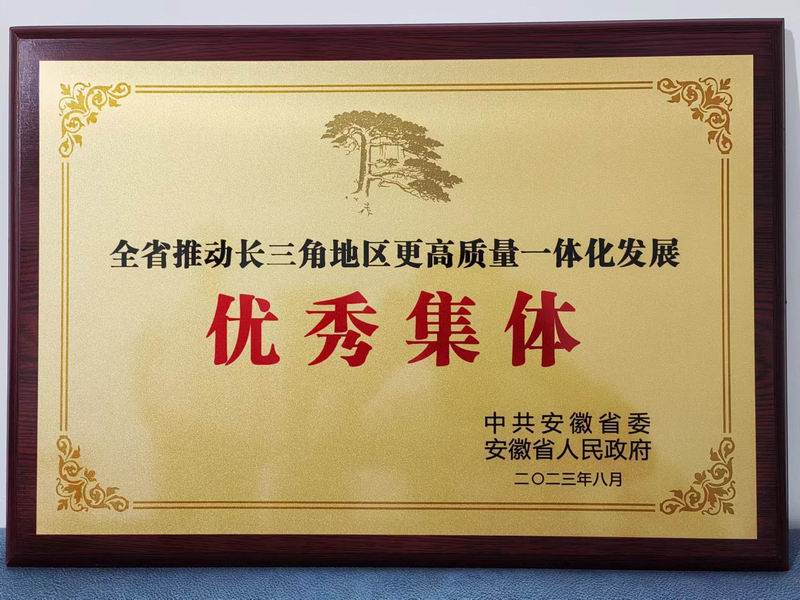 全省推动长三角地区更高质量一体化发展
优秀集体
中共安徽省委
安徽省人民政府
二〇二三年八月